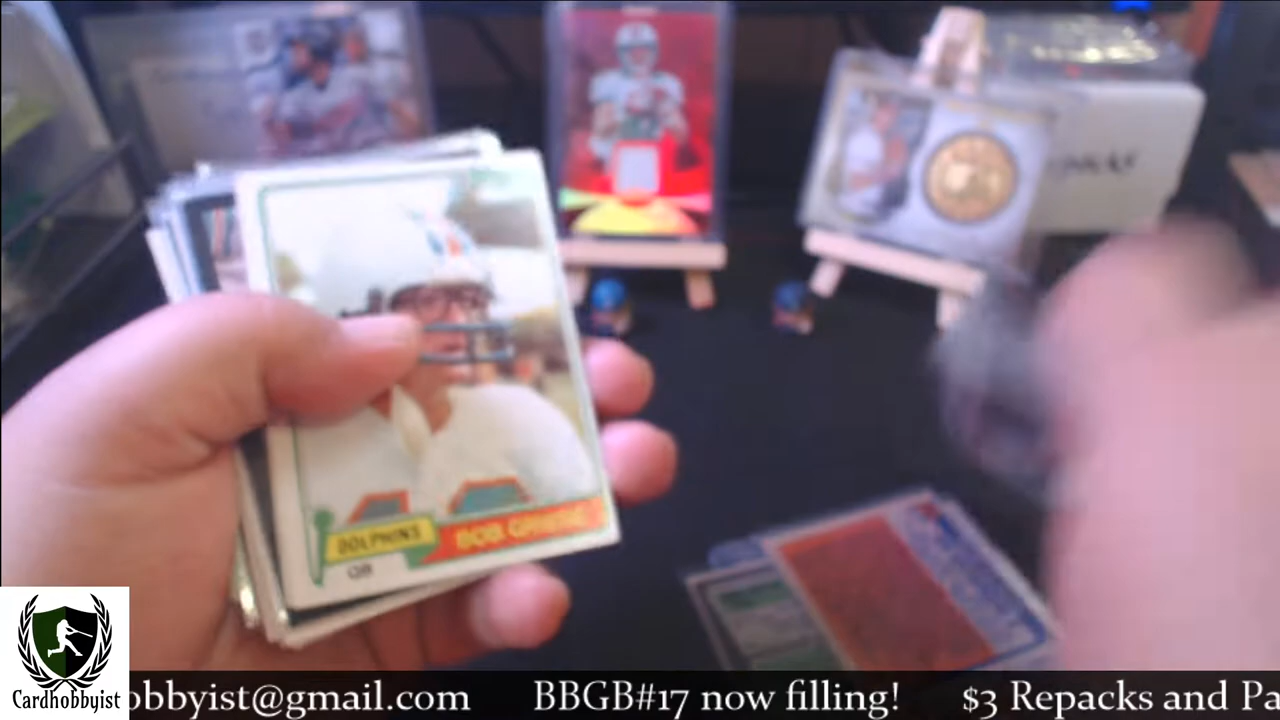 DOLPHINS
BOB GRIESE
QB
Cardhobbyist
obbyist@gmail.com BBGB#17 now filling! $3 Repacks and Pa